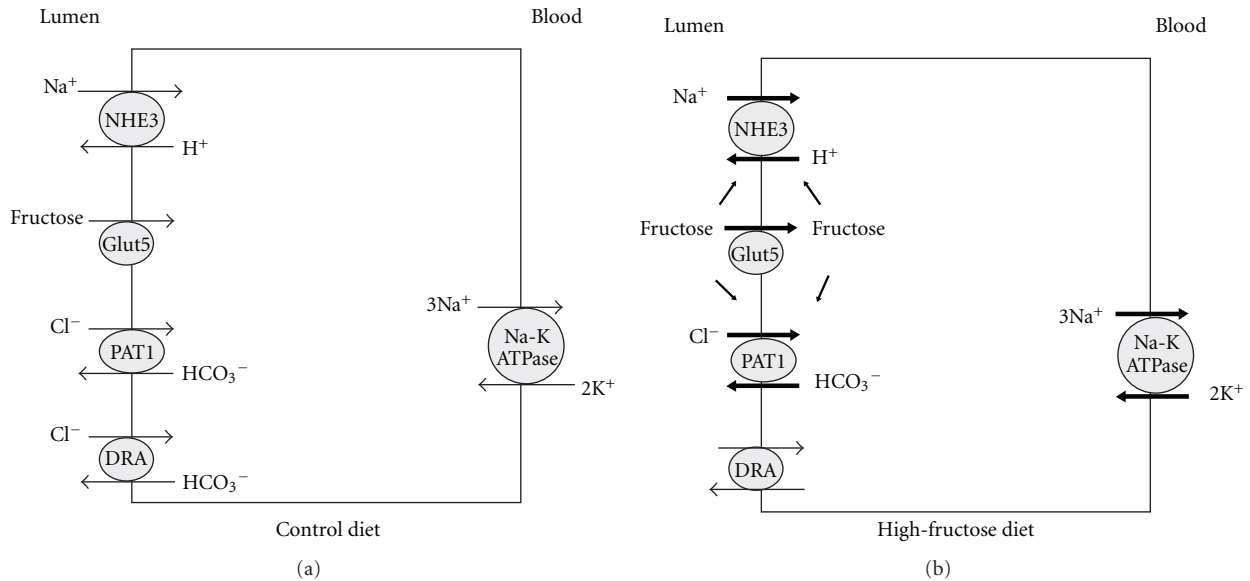 Lumen
Blood
Na⁺
NHE3
H⁺
Fructose
Glut5
Cl⁻
PAT1
HCO₃⁻
Cl⁻
DRA
HCO₃⁻
3Na⁺
Na-K
ATPase
2K⁺
Control diet
(a)
Lumen
Blood
Na⁺
NHE3
H⁺
Fructose
Fructose
Glut5
Cl⁻
PAT1
HCO₃⁻
DRA
3Na⁺
Na-K
ATPase
2K⁺
High-fructose diet
(b)